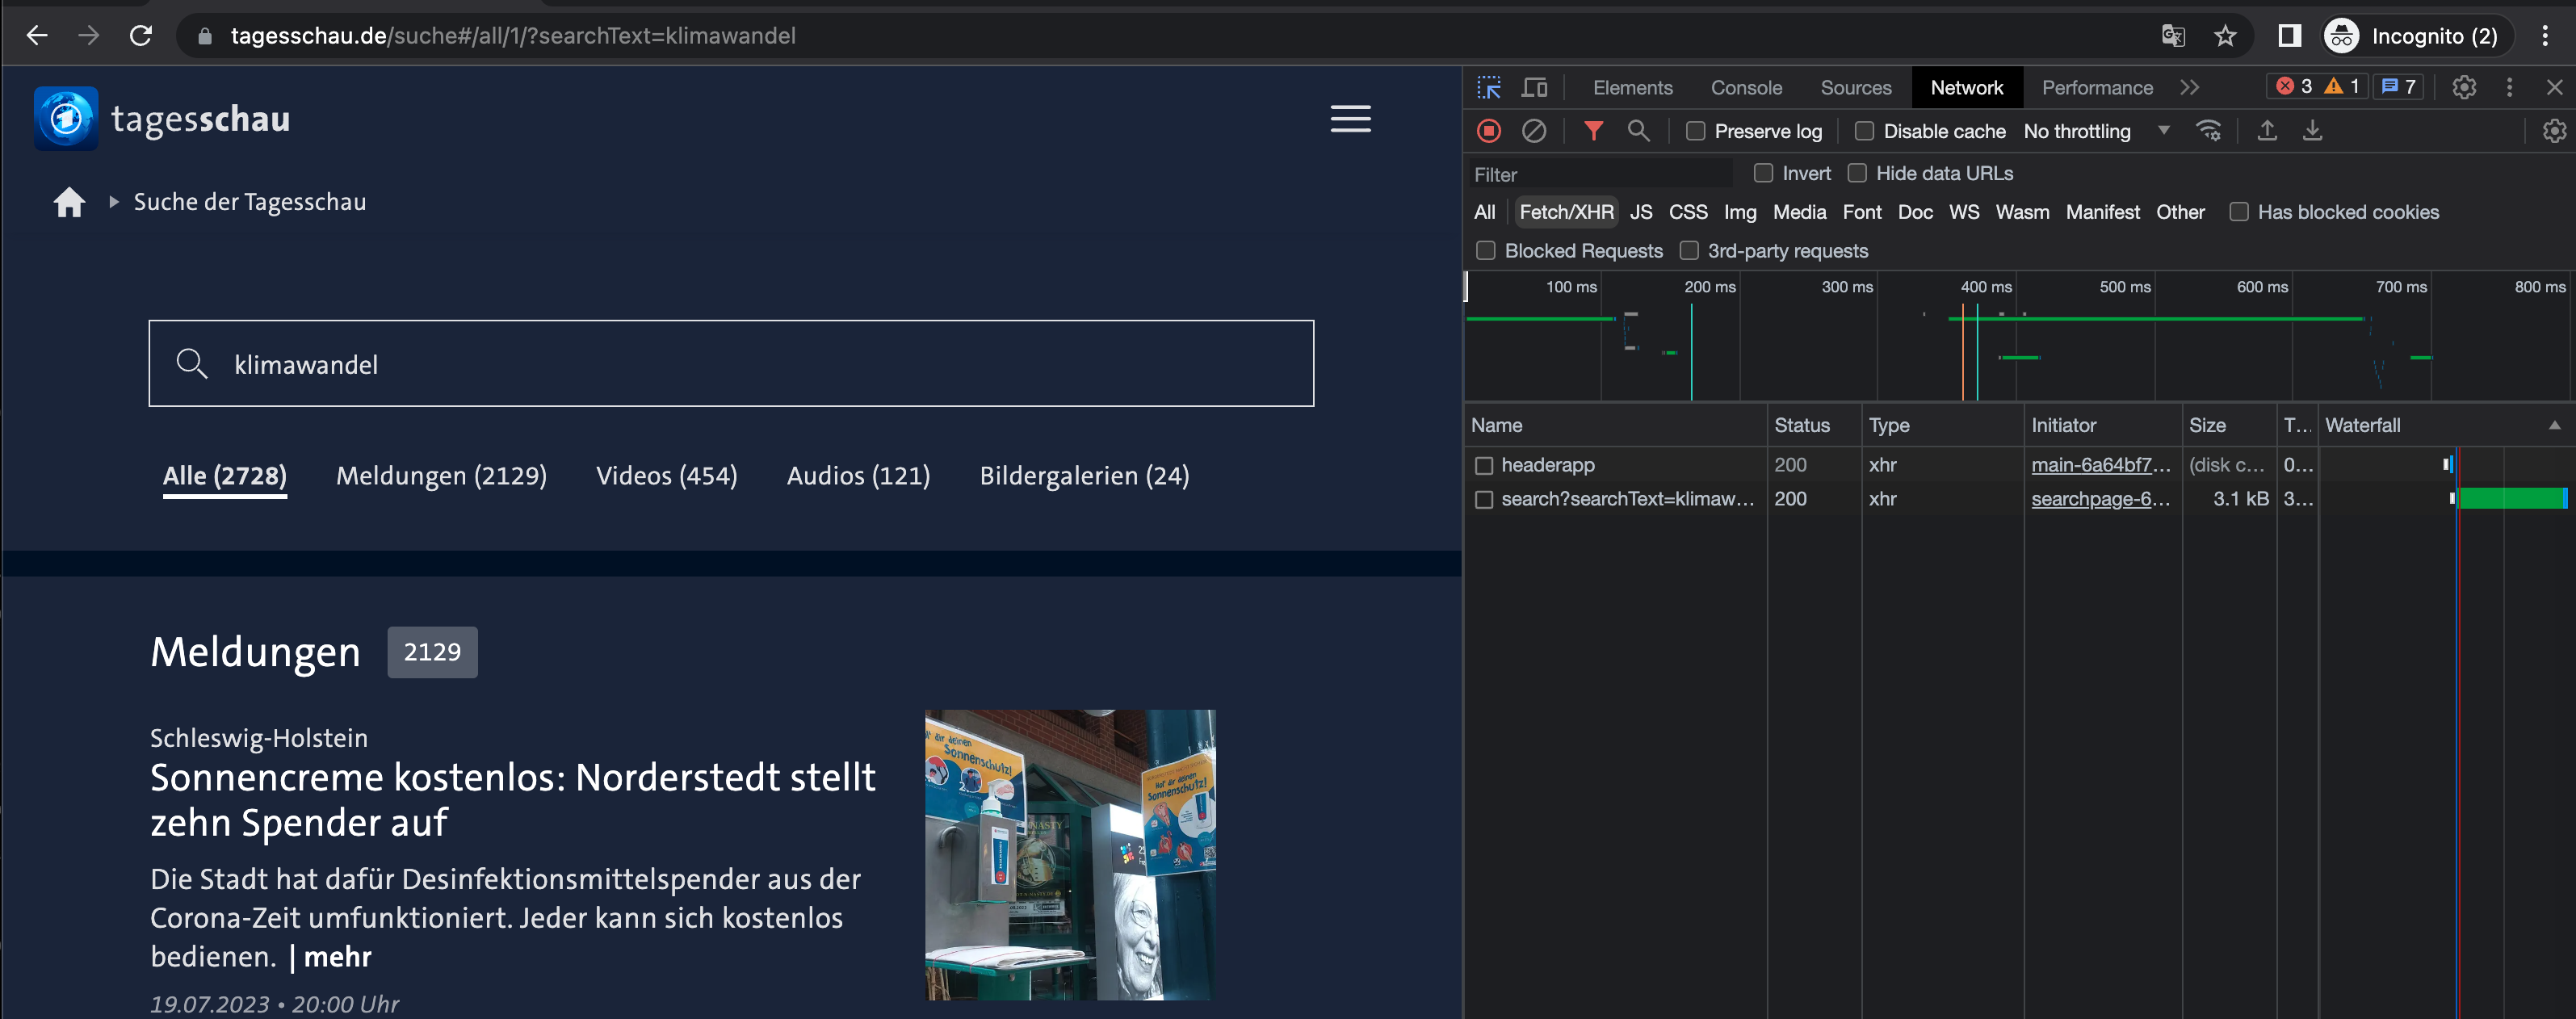 tagesschau.de/suche#/all/1/?searchText=klimawandel
Incognito (2)
tagesschau
Suche der Tagesschau
klimawandel
Alle (2728) Meldungen (2129) Videos (454) Audios (121) Bildergalerien (24)
Meldungen 2129
Schleswig-Holstein
Sonnencreme kostenlos: Norderstedt stellt
zehn Spender auf
Die Stadt hat dafür Desinfektionsmittelspender aus der
Corona-Zeit umfunktioniert. Jeder kann sich kostenlos
bedienen. | mehr
19.07.2023 • 20:00 Uhr
Hol' dir deinen
Sonnenschutz!
Elements Console Sources Network Performance 3 1 7
Preserve log Disable cache No throttling
Filter Invert Hide data URLs
All Fetch/XHR JS CSS Img Media Font Doc WS Wasm Manifest Other Has blocked cookies
Blocked Requests 3rd-party requests
100 ms 200 ms 300 ms 400 ms 500 ms 600 ms 700 ms 800 ms
Name Status Type Initiator Size T... Waterfall
headerapp 200 xhr main-6a64bf7... (disk c... 0...
search?searchText=klimaw... 200 xhr searchpage-6... 3.1 kB 3...